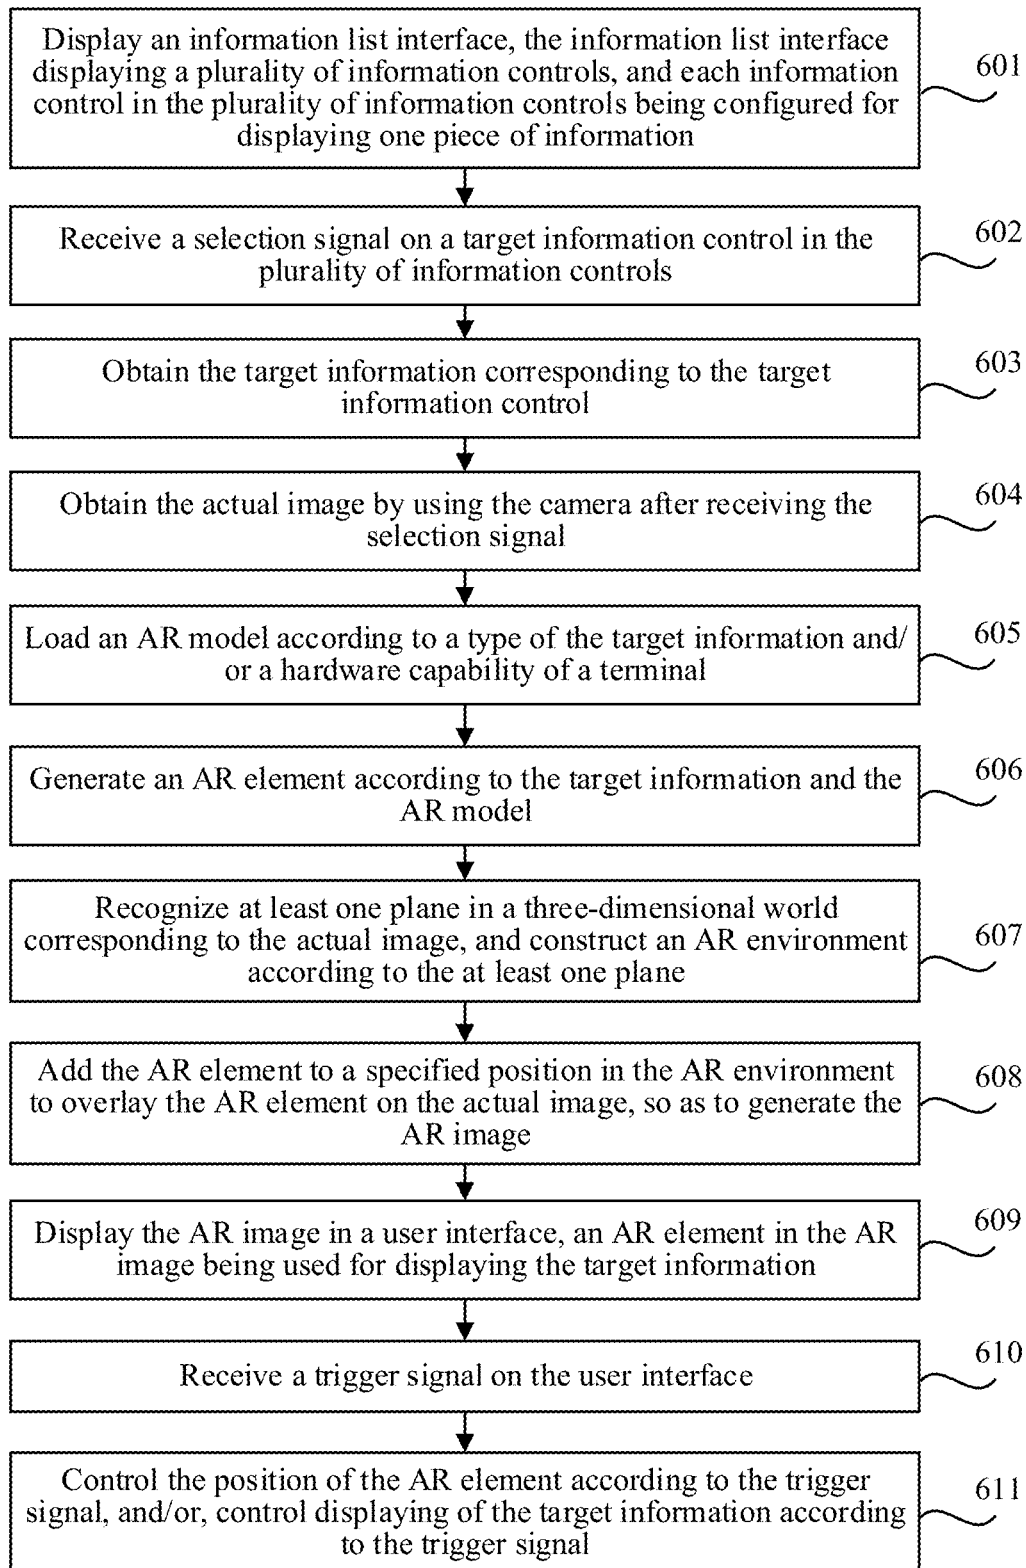 Display an information list interface, the information list interface
displaying a plurality of information controls, and each information
control in the plurality of information controls being configured for
displaying one piece of information
601
Receive a selection signal on a target information control in the
plurality of information controls
602
Obtain the target information corresponding to the target
information control
603
Obtain the actual image by using the camera after receiving the
selection signal
604
Load an AR model according to a type of the target information and/
or a hardware capability of a terminal
605
Generate an AR element according to the target information and the
AR model
606
Recognize at least one plane in a three-dimensional world
corresponding to the actual image, and construct an AR environment
according to the at least one plane
607
Add the AR element to a specified position in the AR environment
to overlay the AR element on the actual image, so as to generate the
AR image
608
Display the AR image in a user interface, an AR element in the AR
image being used for displaying the target information
609
Receive a trigger signal on the user interface
610
Control the position of the AR element according to the trigger
signal, and/or, control displaying of the target information according
to the trigger signal
611